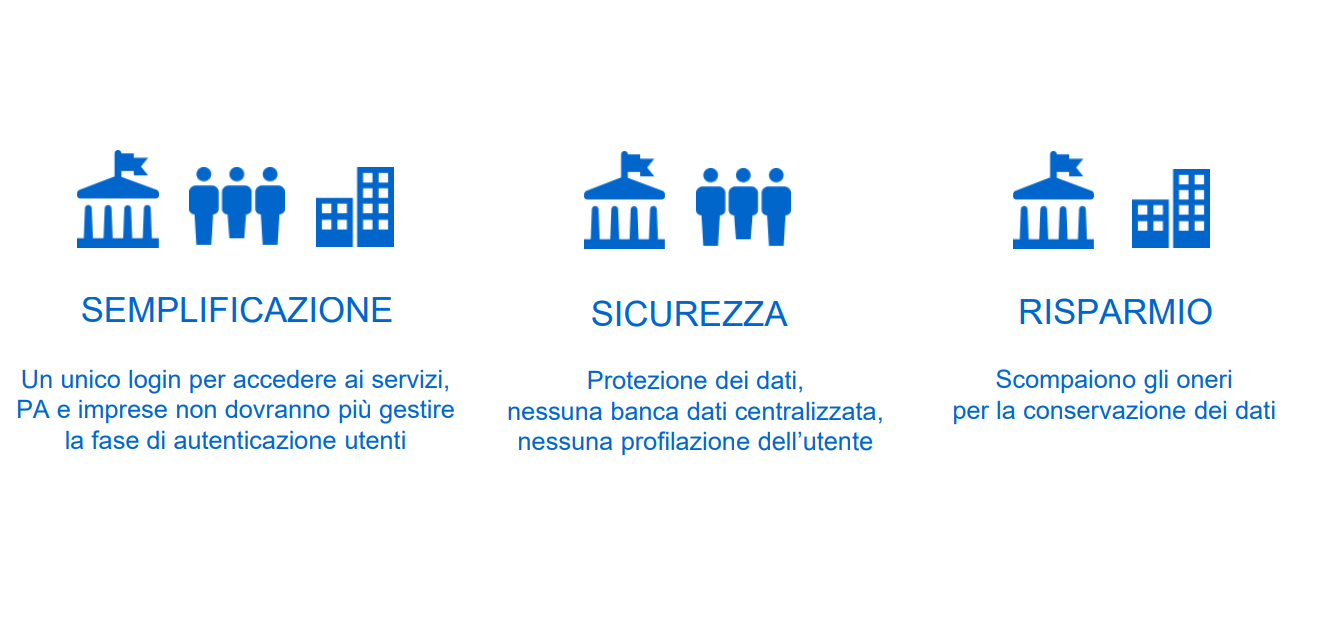 SEMPLIFICAZIONE
Un unico login per accedere ai servizi,
PA e imprese non dovranno più gestire
la fase di autenticazione utenti
SICUREZZA
Protezione dei dati,
nessuna banca dati centralizzata,
nessuna profilazione dell’utente
RISPARMIO
Scompaiono gli oneri
per la conservazione dei dati